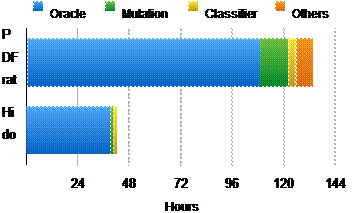 Oracle Mutation Classifier Others
P
DF
rat
Hi
do
24 48 72 96 120 144
Hours